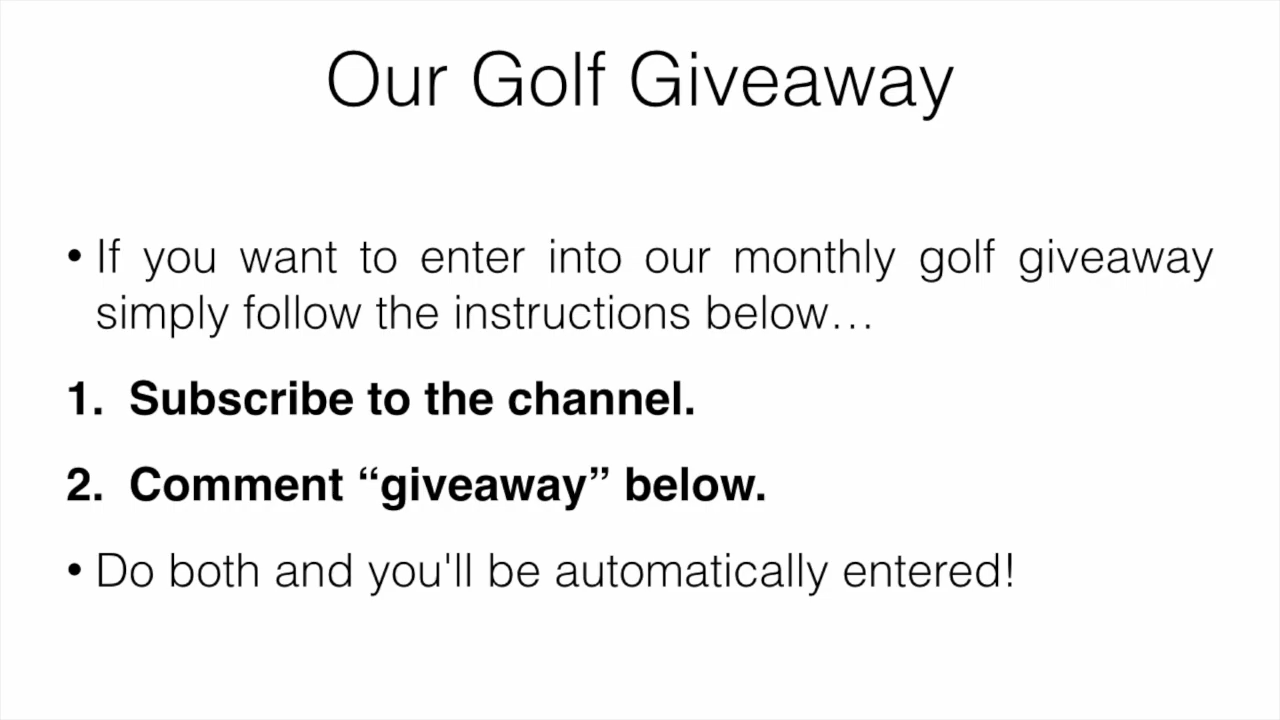 Our Golf Giveaway
• If you want to enter into our monthly golf giveaway
simply follow the instructions below…
1. Subscribe to the channel.
2. Comment “giveaway” below.
• Do both and you'll be automatically entered!